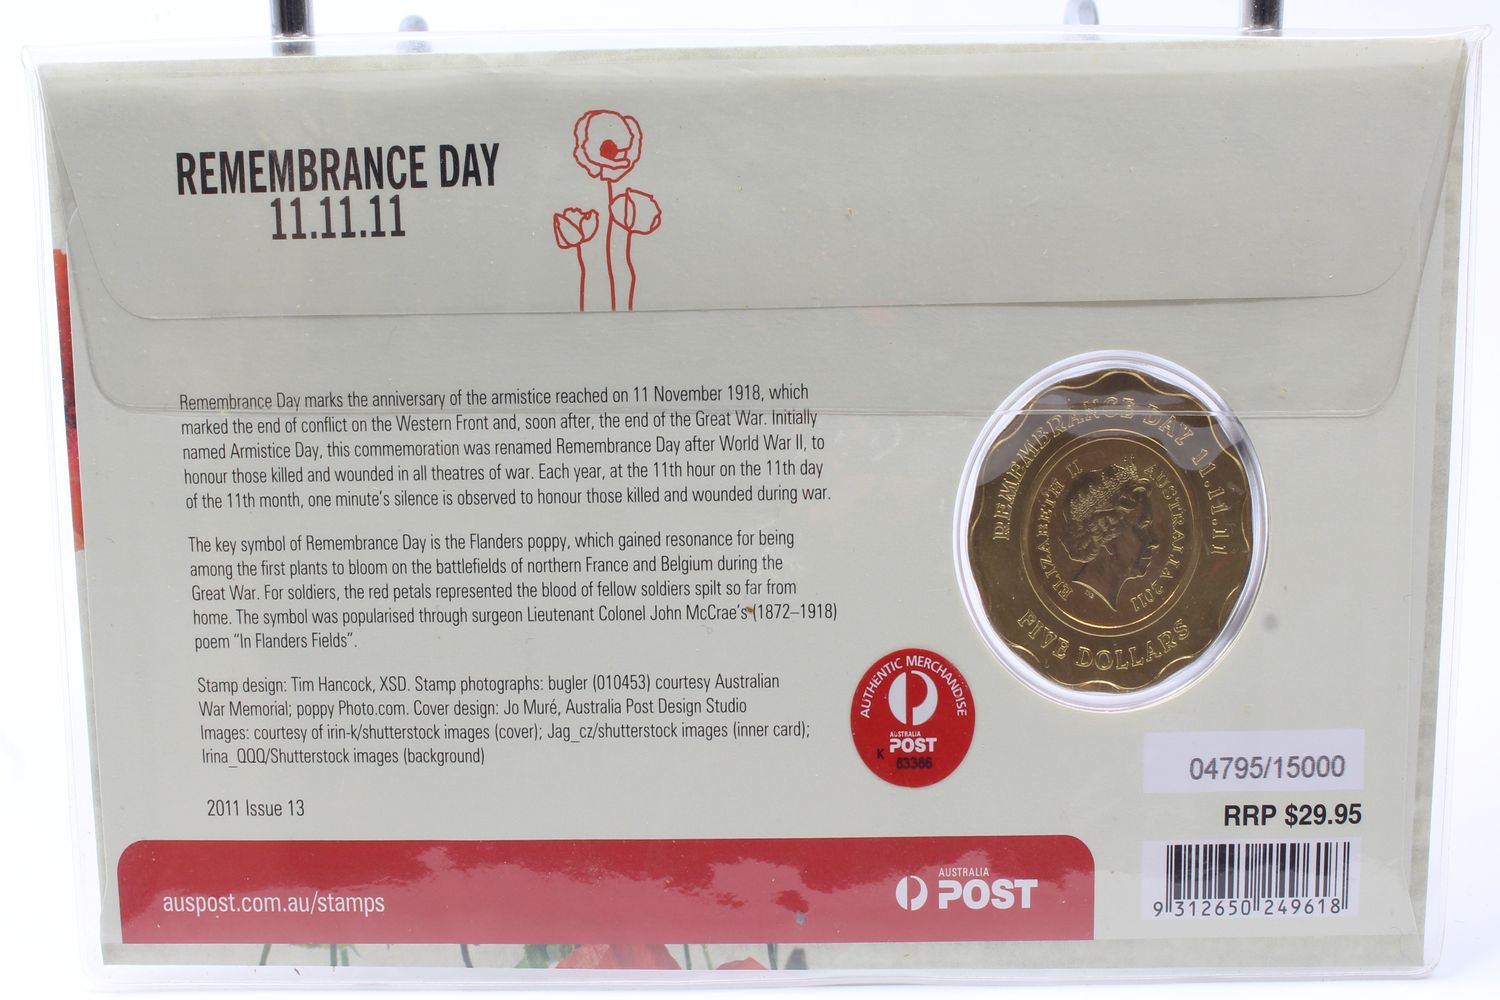 REMEMBRANCE DAY
11.11.11
Remembrance Day marks the anniversary of the armistice reached on 11 November 1918, which
marked the end of conflict on the Western Front and, soon after, the end of the Great War. Initially
named Armistice Day, this commemoration was renamed Remembrance Day after World War II, to
honour those killed and wounded in all theatres of war. Each year, at the 11th hour on the 11th day
of the 11th month, one minute's silence is observed to honour those killed and wounded during war.
The key symbol of Remembrance Day is the Flanders poppy, which gained resonance for being
among the first plants to bloom on the battlefields of northern France and Belgium during the
Great War. For soldiers, the red petals represented the blood of fellow soldiers spilt so far from
home. The symbol was popularised through surgeon Lieutenant Colonel John McCrae's (1872–1918)
poem "In Flanders Fields".
Stamp design: Tim Hancock, XSD. Stamp photographs: bugler (010453) courtesy Australian
War Memorial; poppy Photo.com. Cover design: Jo Muré, Australia Post Design Studio
Images: courtesy of irin-k/shutterstock images (cover); Jag_cz/shutterstock images (inner card);
Irina_QQQ/Shutterstock images (background)
2011 Issue 13
REMEMBRANCE DAY 11.11.11
ELIZABETH II
AUSTRALIA 2011
FIVE DOLLARS
AUTHENTIC MERCHANDISE
AUSTRALIA
POST
K 63386
04795/15000
RRP $29.95
9 312650 249618
auspost.com.au/stamps
AUSTRALIA
POST